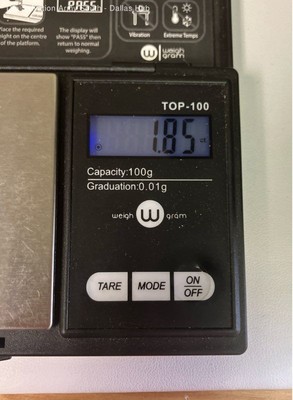 Place the required
weight on the centre
of the platform.
PASS
The display will
show "PASS" then
return to normal
weighing.
Vibration
Extreme Temps
weigh
gram
TOP-100
1.85
Capacity:100g
Graduation:0.01g
weigh W gram
TARE
MODE
ON
OFF